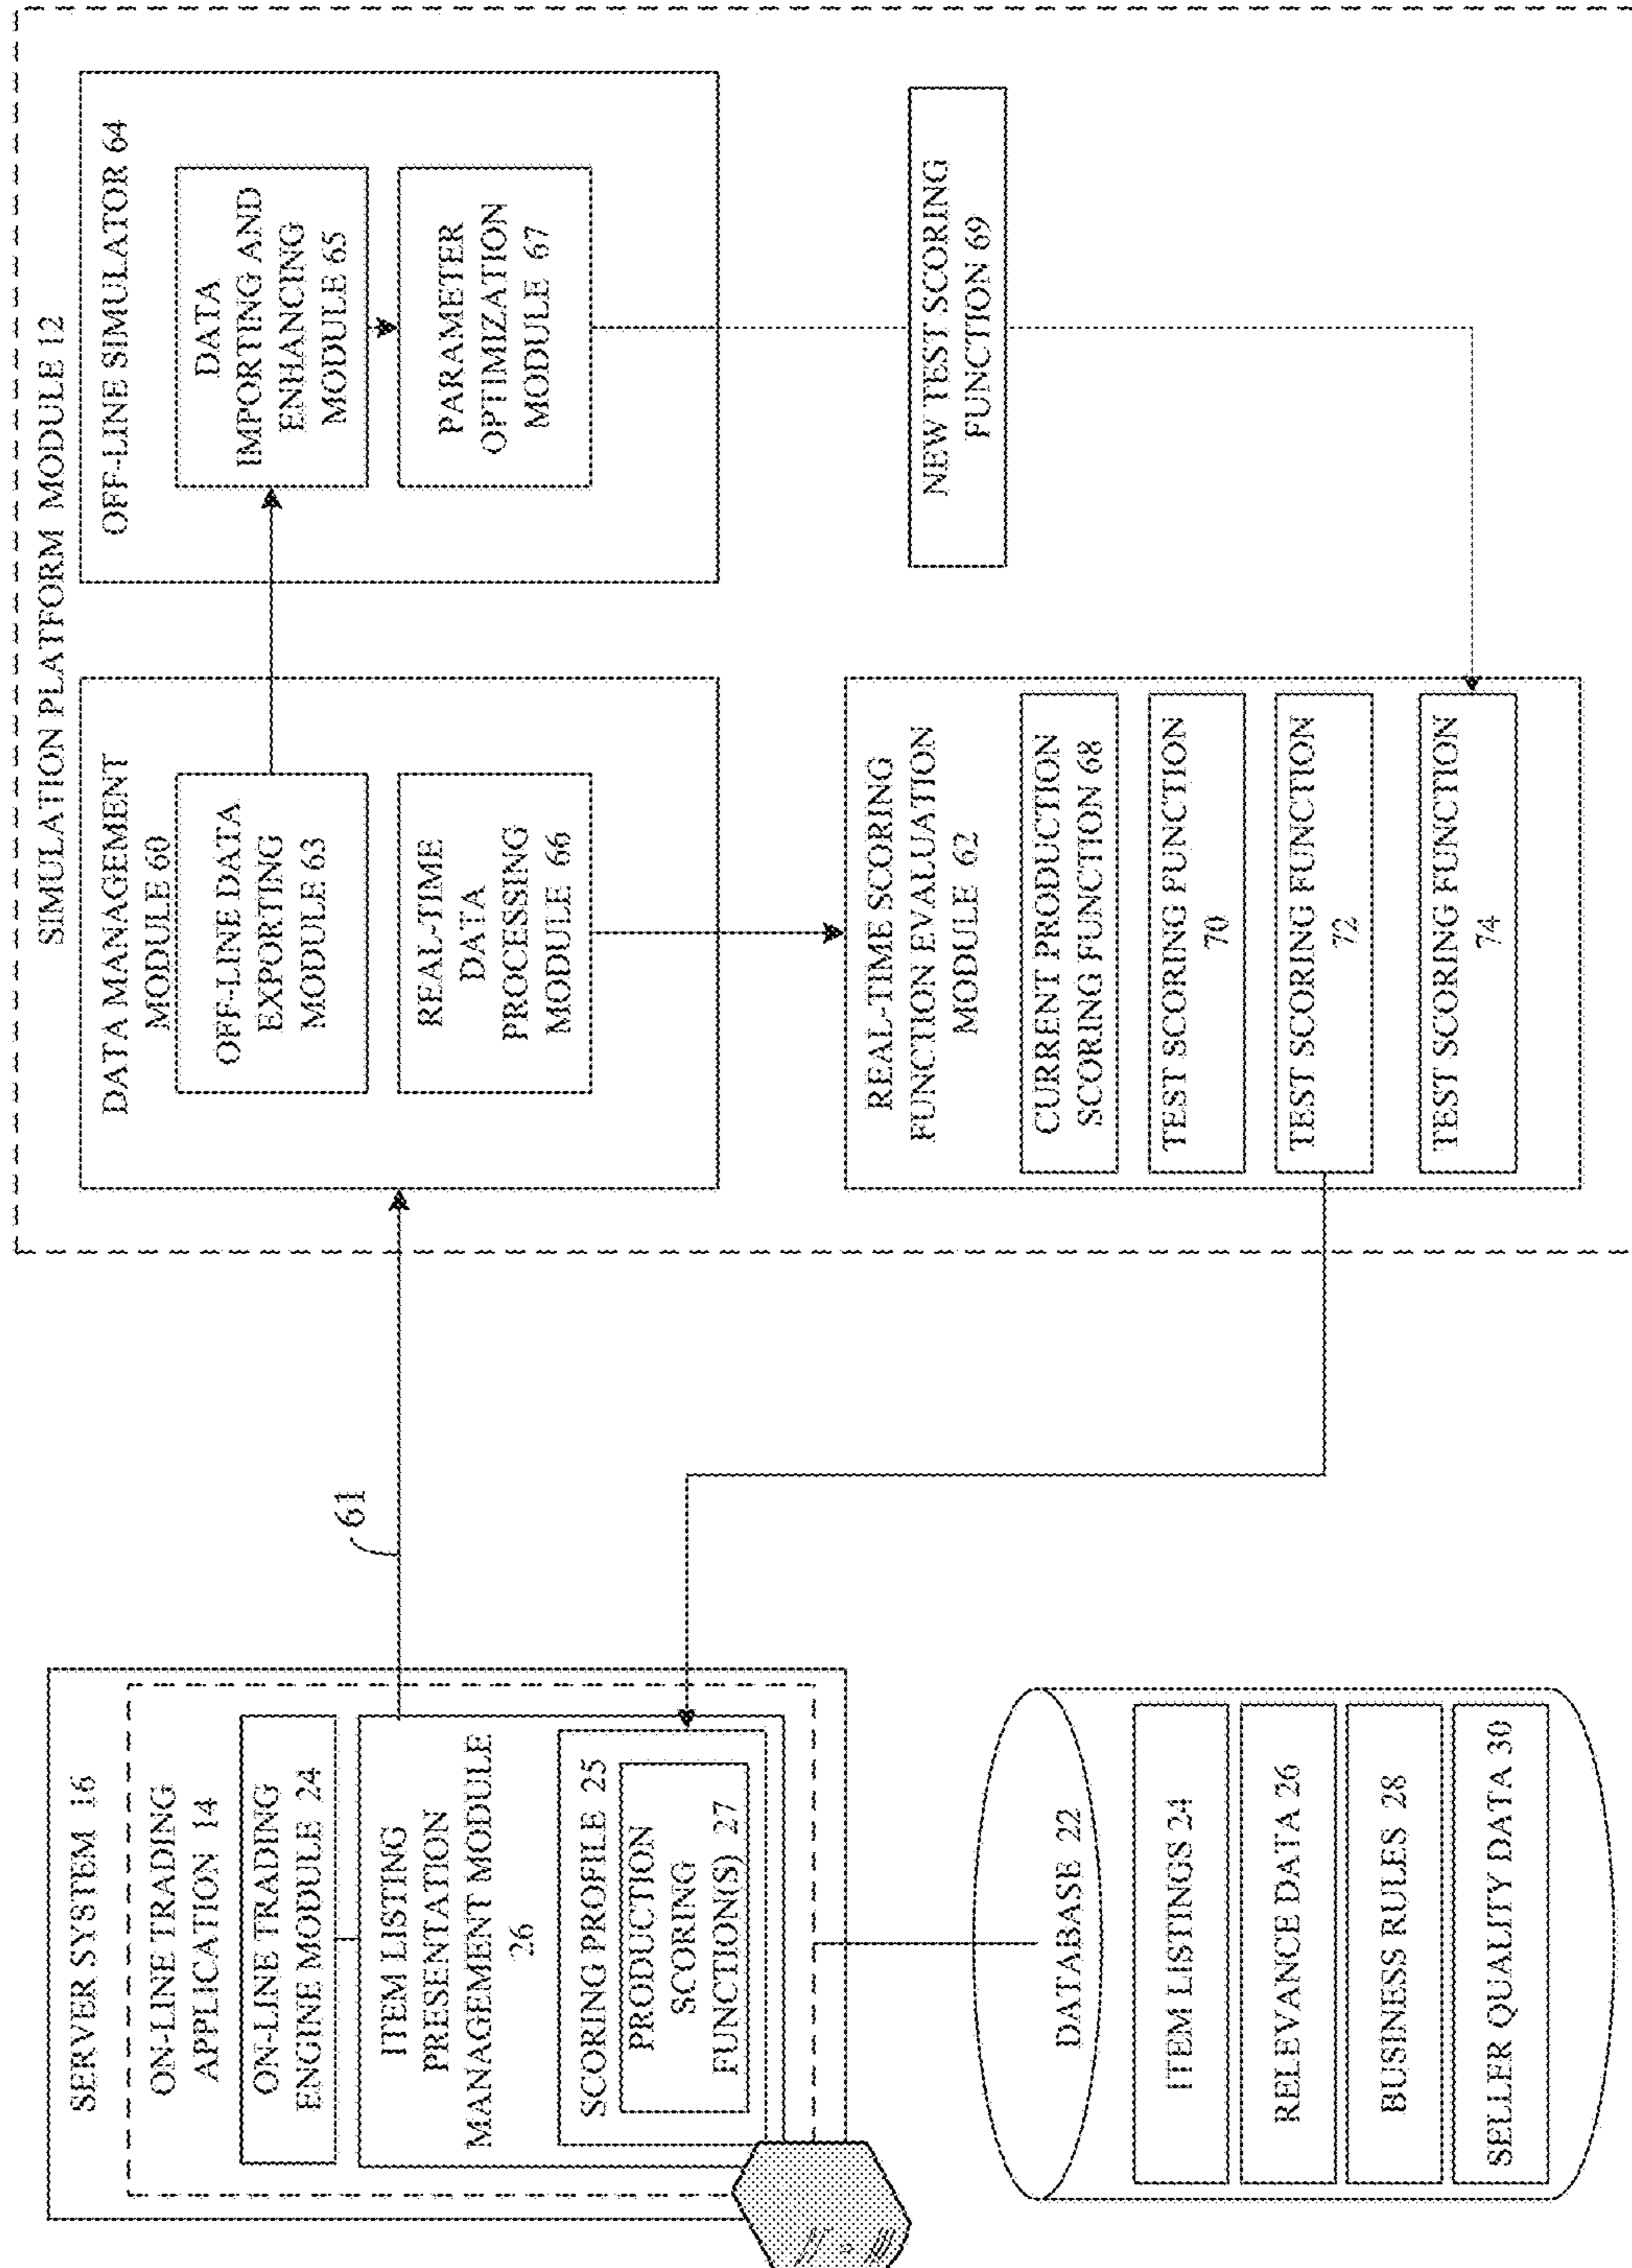 SERVER SYSTEM 16
ON-LINE TRADING
APPLICATION 14
ON-LINE TRADING
ENGINE MODULE 24
ITEM LISTING
PRESENTATION
MANAGEMENT MODULE
26
SCORING PROFILE 25
PRODUCTION
SCORING
FUNCTION(S) 27
DATABASE 22
ITEM LISTINGS 24
RELEVANCE DATA 26
BUSINESS RULES 28
SELLER QUALITY DATA 30
61
SIMULATION PLATFORM MODULE 12
DATA MANAGEMENT
MODULE 60
OFF-LINE DATA
EXPORTING
MODULE 63
REAL-TIME
DATA
PROCESSING
MODULE 66
REAL-TIME SCORING
FUNCTION EVALUATION
MODULE 62
CURRENT PRODUCTION
SCORING FUNCTION 68
TEST SCORING FUNCTION
70
TEST SCORING FUNCTION
72
TEST SCORING FUNCTION
74
OFF-LINE SIMULATOR 64
DATA
IMPORTING AND
ENHANCING
MODULE 65
PARAMETER
OPTIMIZATION
MODULE 67
NEW TEST SCORING
FUNCTION 69